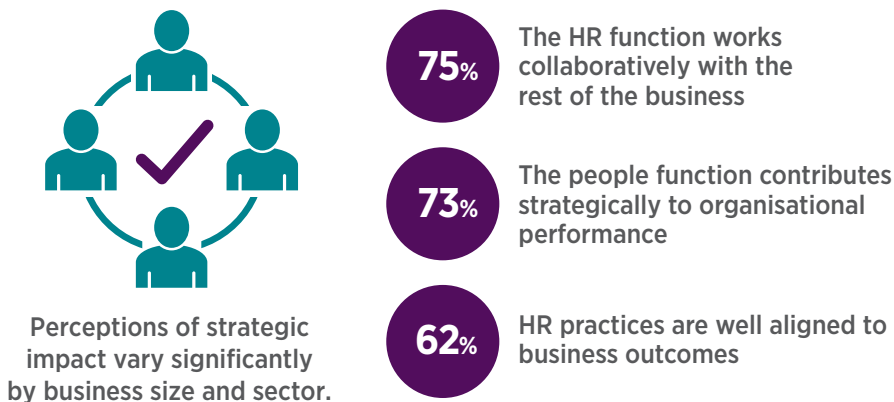 75%
The HR function works
collaboratively with the
rest of the business
73%
The people function contributes
strategically to organisational
performance
62%
HR practices are well aligned to
business outcomes
Perceptions of strategic
impact vary significantly
by business size and sector.